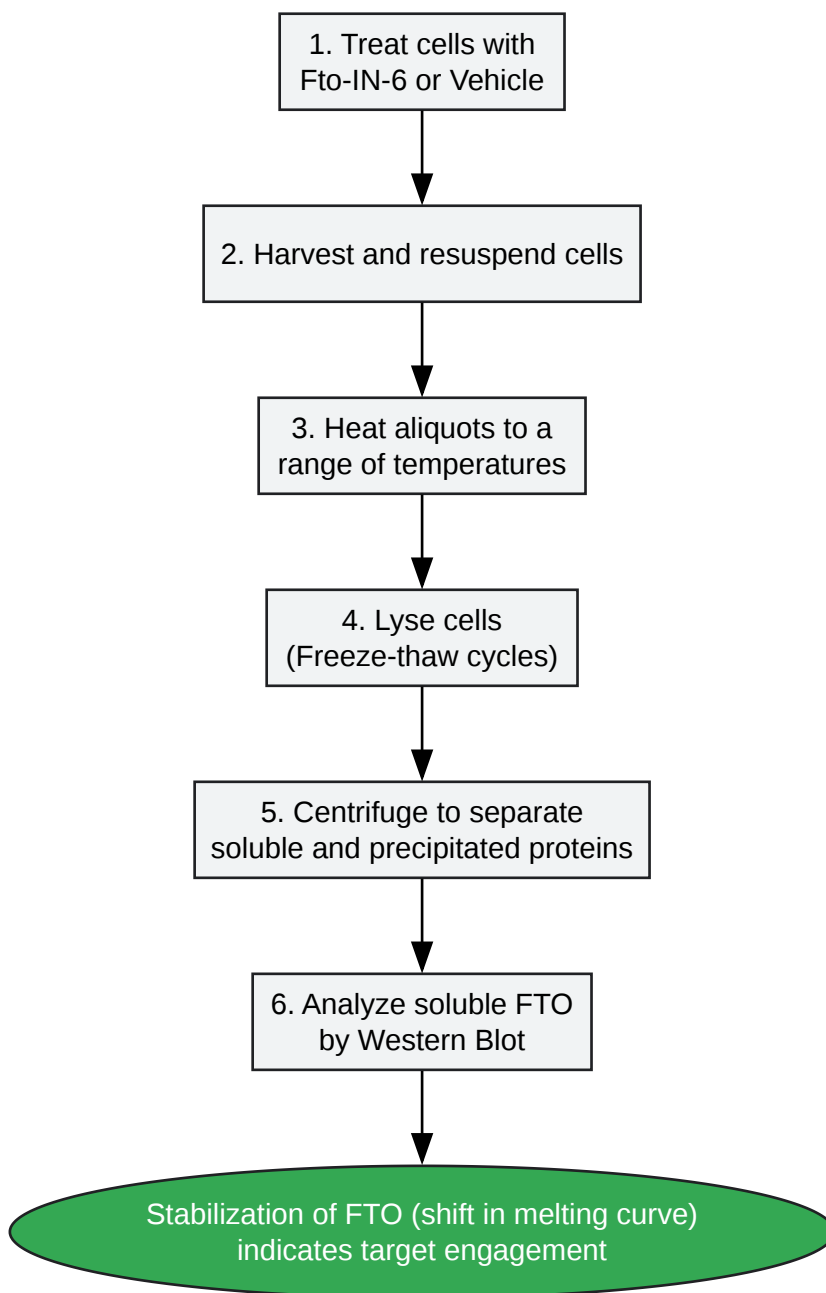 1. Treat cells with
Fto-IN-6 or Vehicle
2. Harvest and resuspend cells
3. Heat aliquots to a
range of temperatures
4. Lyse cells
(Freeze-thaw cycles)
5. Centrifuge to separate
soluble and precipitated proteins
6. Analyze soluble FTO
by Western Blot
Stabilization of FTO (shift in melting curve)
indicates target engagement